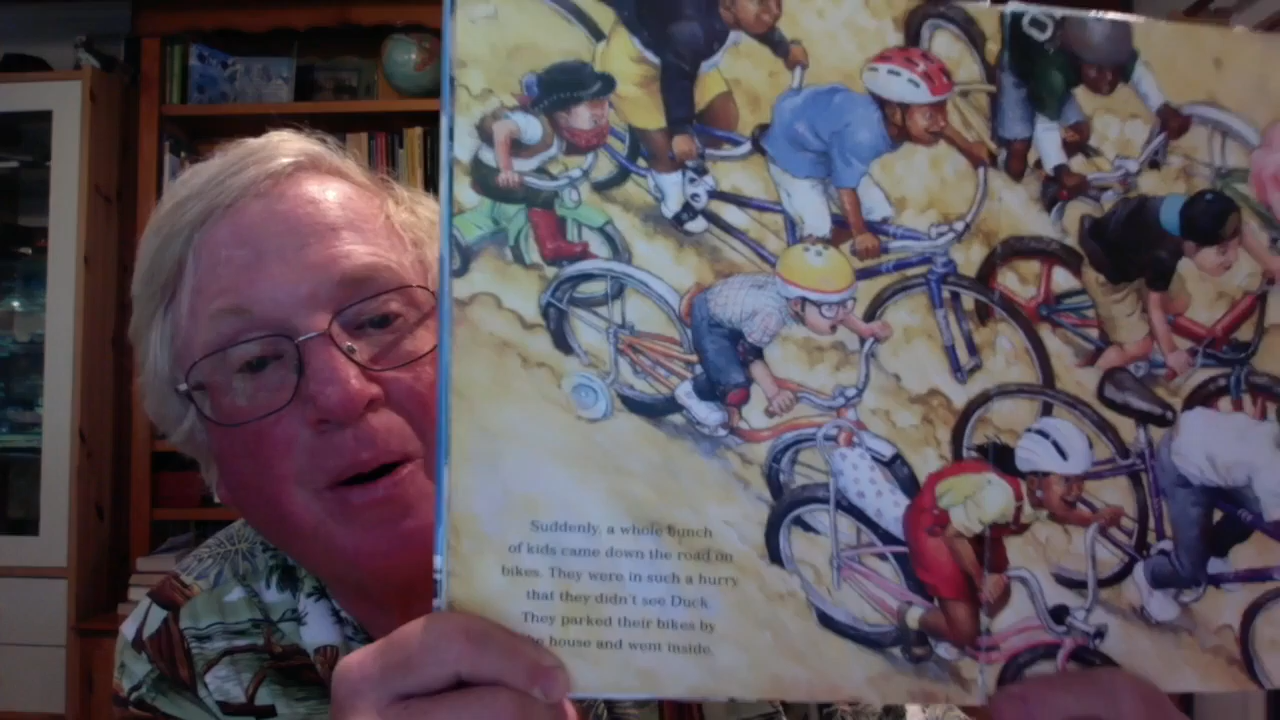 Suddenly, a whole bunch
of kids came down the road on
bikes. They were in such a hurry
that they didn't see Duck.
They parked their bikes by
house and went inside.